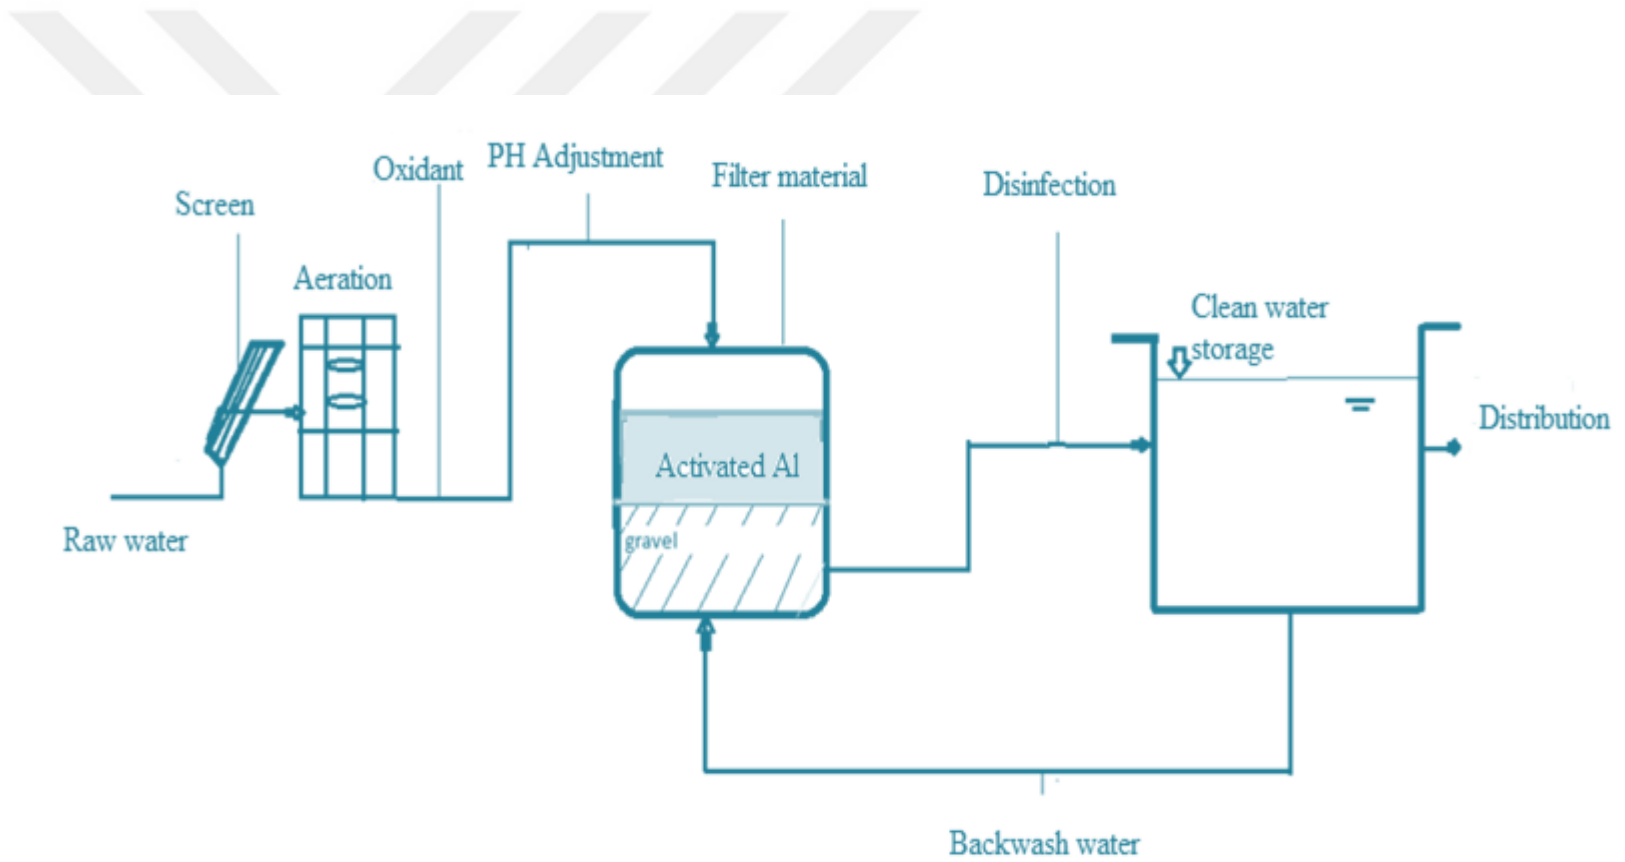 PH Adjustment
Oxidant
Filter material
Disinfection
Screen
Aeration
Clean water
storage
Distribution
Activated Al
gravel
Raw water
Backwash water